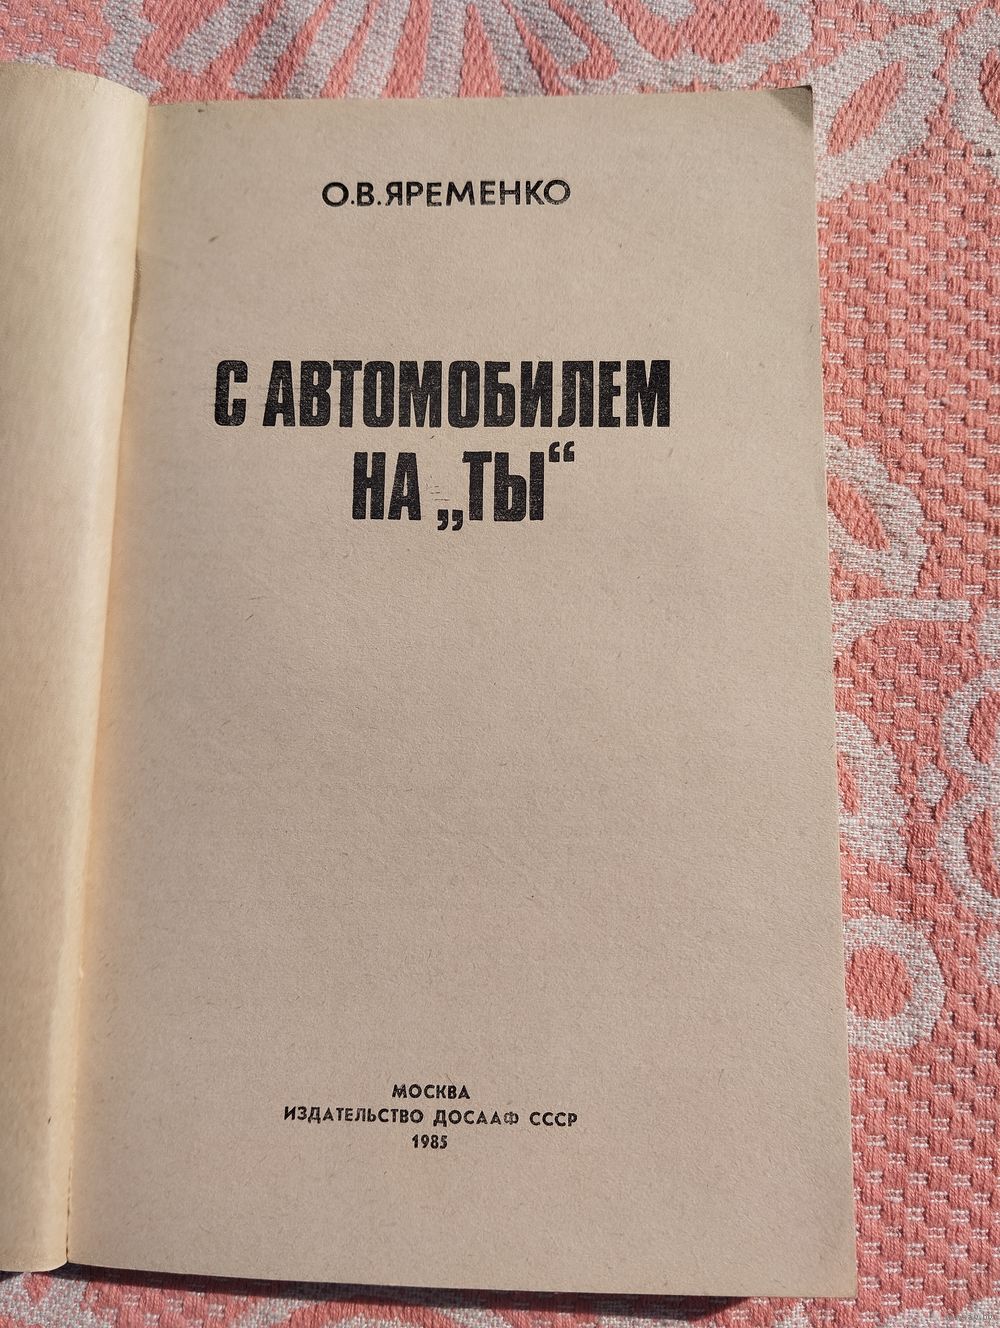 О.В.ЯРЕМЕНКО
С АВТОМОБИЛЕМ
НА „ТЫ“
МОСКВА
ИЗДАТЕЛЬСТВО ДОСААФ СССР
1985